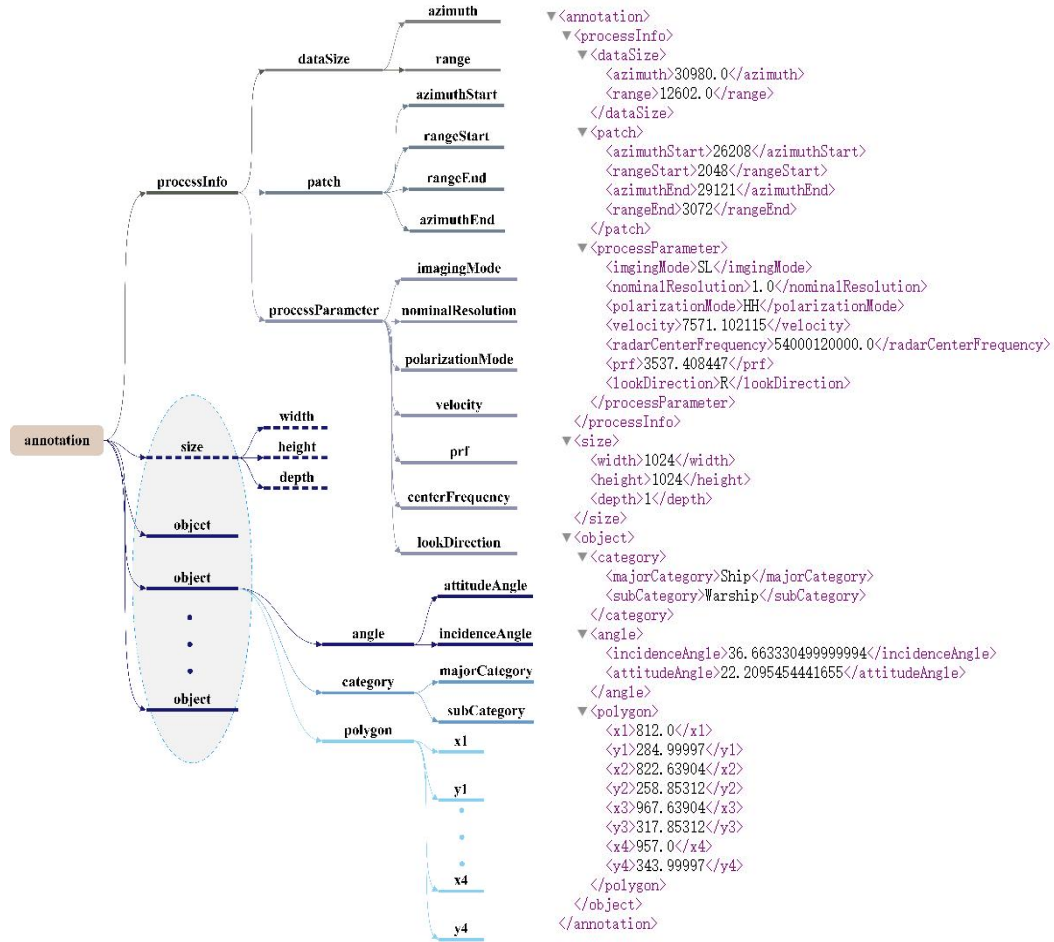 azimuth
dataSize
range
azimuthStart
rangeStart
processInfo
patch
rangeEnd
azimuthEnd
imagingMode
processParameter
nominalResolution
polarizationMode
velocity
prf
centerFrequency
lookDirection
annotation
size
width
height
depth
object
object
object
angle
attitudeAngle
incidenceAngle
category
majorCategory
subCategory
polygon
x1
y1
x4
y4
<annotation>
<processInfo>
<dataSize>
<azimuth>30980.0</azimuth>
<range>12602.0</range>
</dataSize>
<patch>
<azimuthStart>26208</azimuthStart>
<rangeStart>2048</rangeStart>
<azimuthEnd>29121</azimuthEnd>
<rangeEnd>3072</rangeEnd>
</patch>
<processParameter>
<imgingMode>SL</imgingMode>
<nominalResolution>1.0</nominalResolution>
<polarizationMode>HH</polarizationMode>
<velocity>7571.102115</velocity>
<radarCenterFrequency>54000120000.0</radarCenterFrequency>
<prf>3537.408447</prf>
<lookDirection>R</lookDirection>
</processParameter>
</processInfo>
<size>
<width>1024</width>
<height>1024</height>
<depth>1</depth>
</size>
<object>
<category>
<majorCategory>Ship</majorCategory>
<subCategory>Warship</subCategory>
</category>
<angle>
<incidenceAngle>36.663330499999994</incidenceAngle>
<attitudeAngle>22.2095454441655</attitudeAngle>
</angle>
<polygon>
<x1>812.0</x1>
<y1>284.99997</y1>
<x2>822.63904</x2>
<y2>258.85312</y2>
<x3>967.63904</x3>
<y3>317.85312</y3>
<x4>957.0</x4>
<y4>343.99997</y4>
</polygon>
</object>
</annotation>